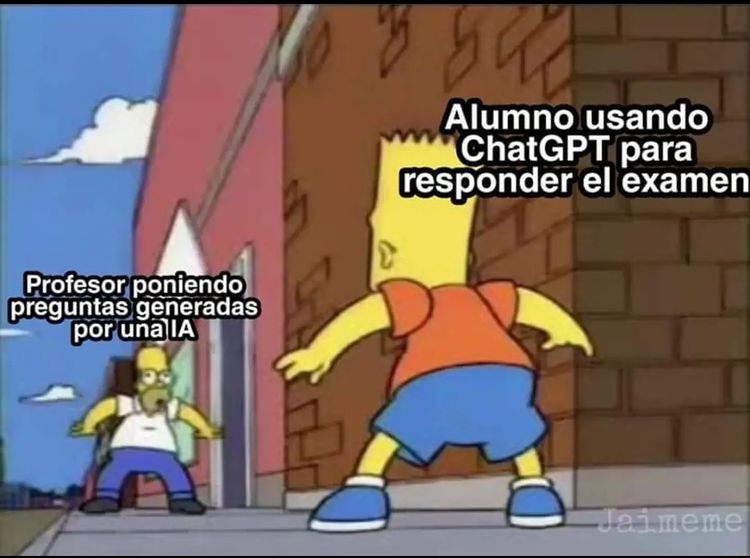 Alumno usando
ChatGPT para
responder el examen
Profesor poniendo
preguntas generadas
por una IA
Jaimeme